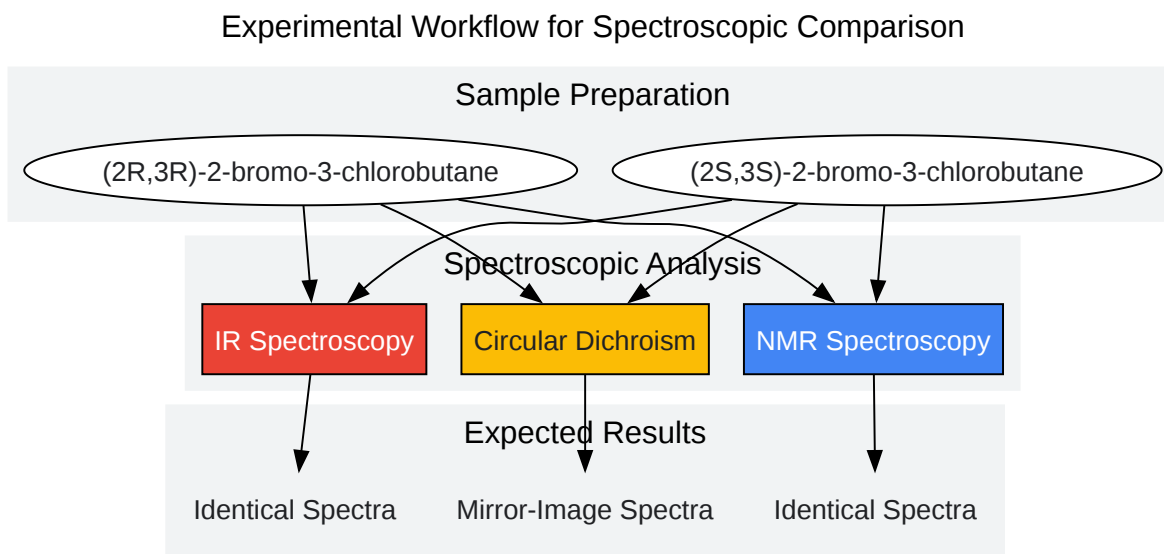 Experimental Workflow for Spectroscopic Comparison
Sample Preparation
(2R,3R)-2-bromo-3-chlorobutane
(2S,3S)-2-bromo-3-chlorobutane
Spectroscopic Analysis
IR Spectroscopy
Circular Dichroism
NMR Spectroscopy
Expected Results
Identical Spectra
Mirror-Image Spectra
Identical Spectra